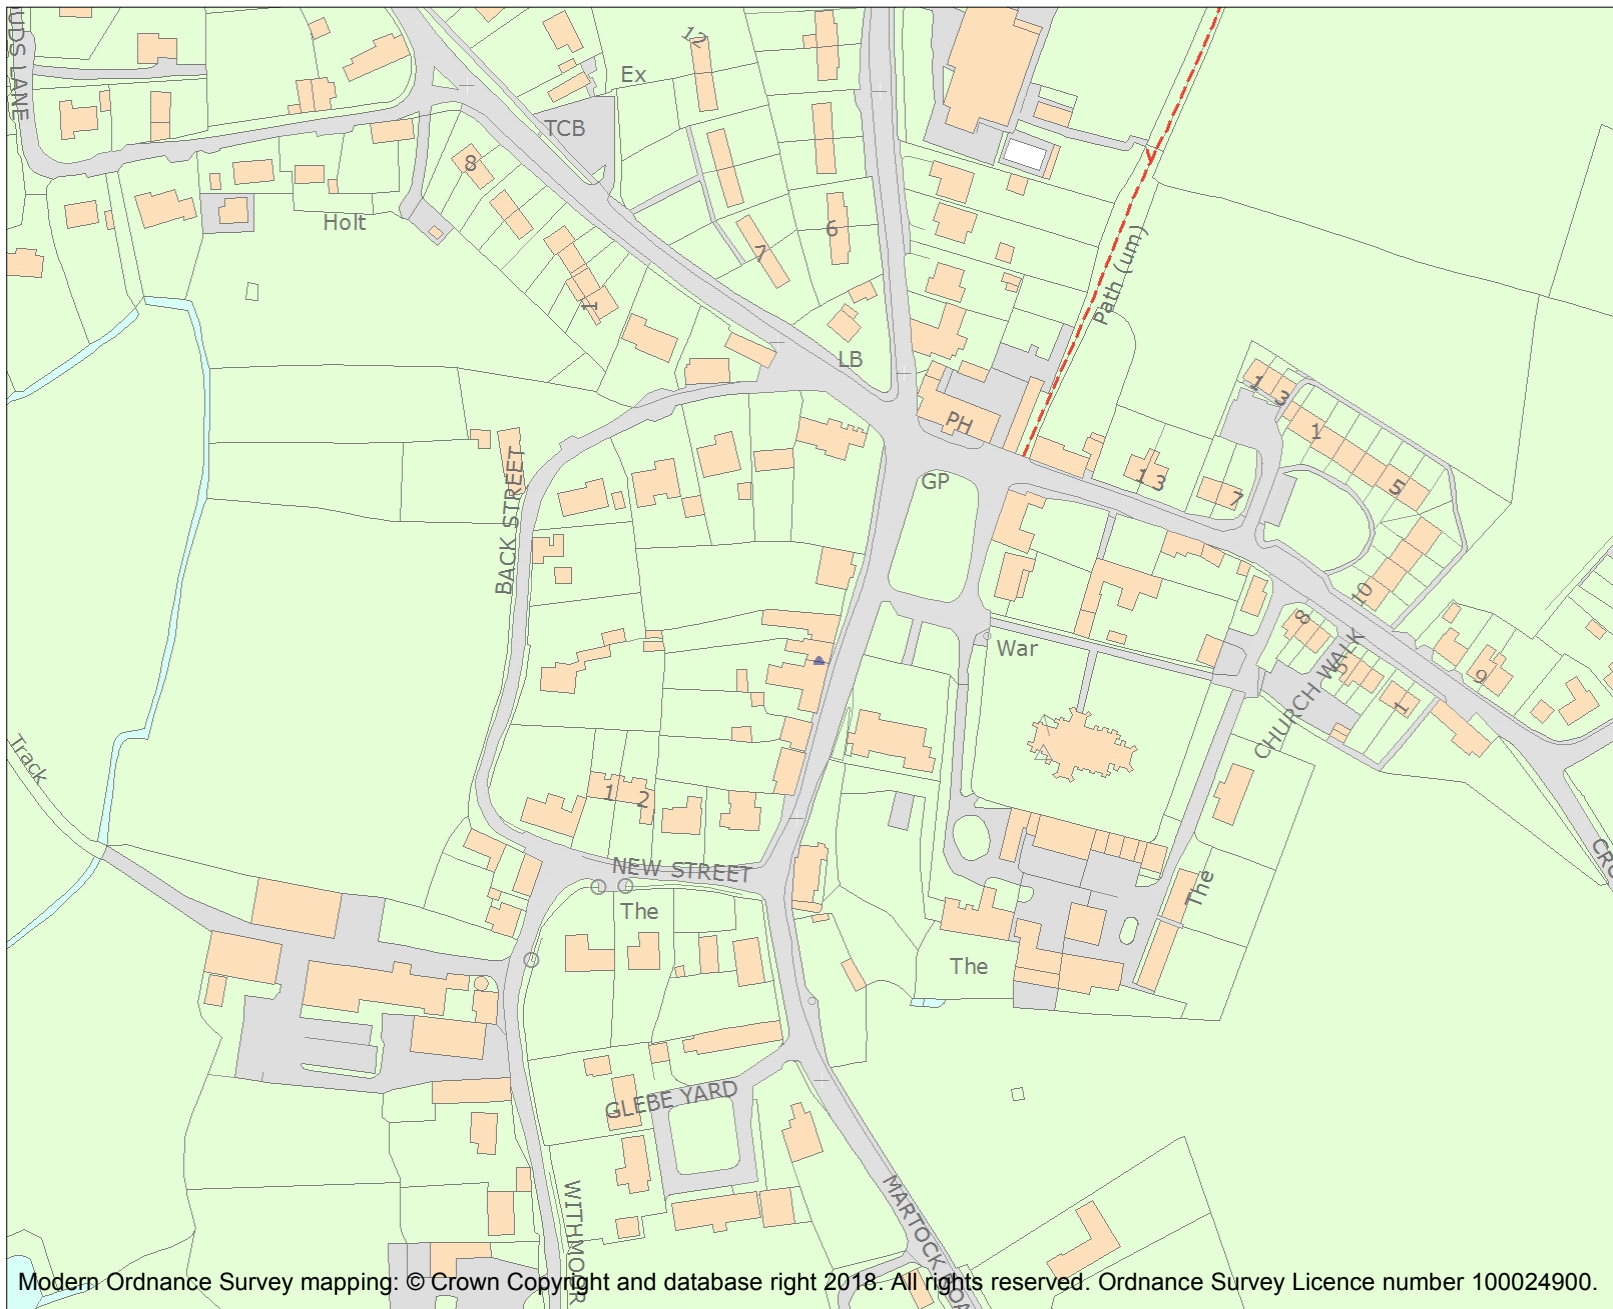 UDS LANE
12
Ex
TCB
8
Holt
7
6
1
LB
Path (um)
PH
GP
1 3
1
5
1 3
7
BACK STREET
10
8
War
5
CHURCH WALK
9
1
Track
1 2
NEW STREET
The
The
The
CRO
GLEBE YARD
WITHMOOR
MARTOCK ROA
Modern Ordnance Survey mapping: © Crown Copyright and database right 2018. All rights reserved. Ordnance Survey Licence number 100024900.